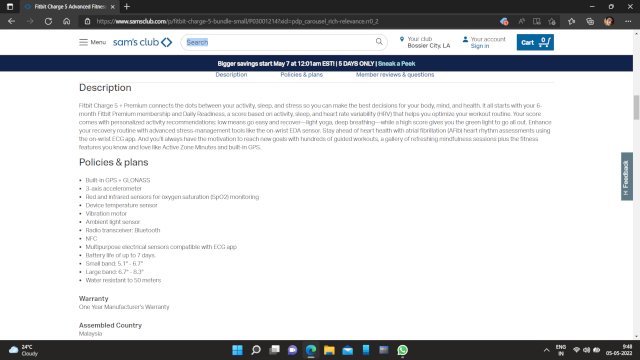 Fitbit Charge 5 Advanced Fitness
https://www.samsclub.com/p/fitbit-charge-5-bundle-small/P03001214?xid=pdp_carousel_rich-relevance.rr0_2
Menu
sam's club
Search
Your club
Bossier City, LA
Your account
Sign in
Cart
0
Bigger savings start May 7 at 12:01am EST! | 5 DAYS ONLY | Sneak a Peek
Description Policies & plans Member reviews & questions
Description
Fitbit Charge 5 + Premium connects the dots between your activity, sleep, and stress so you can make the best decisions for your body, mind, and health. It all starts with your 6-
month Fitbit Premium membership and Daily Readiness, a score based on activity, sleep, and heart rate variability (HRV) that helps you optimize your workout routine. Your score
comes with personalized activity recommendations: low means go easy and recover—light yoga, deep breathing—while a high score gives you the green light to go all out. Enhance
your recovery routine with advanced stress-management tools like the on-wrist EDA sensor. Stay ahead of heart health with atrial fibrillation (AFib) heart rhythm assessments using
the on-wrist ECG app. And you'll always have the motivation to reach new goals with hundreds of guided workouts, a gallery of refreshing mindfulness sessions plus the fitness
features you know and love like Active Zone Minutes and built-in GPS.
Policies & plans
• Built-in GPS + GLONASS
• 3-axis accelerometer
• Red and infrared sensors for oxygen saturation (SpO2) monitoring
• Device temperature sensor
• Vibration motor
• Ambient light sensor
• Radio transceiver: Bluetooth
• NFC
• Multipurpose electrical sensors compatible with ECG app
• Battery life of up to 7 days.
• Small band: 5.1" - 6.7"
• Large band: 6.7" - 8.3"
• Water resistant to 50 meters
Warranty
One Year Manufacturer's Warranty
Assembled Country
Malaysia
Feedback
24°C
Cloudy
ENG
IN
9:48
05-05-2022